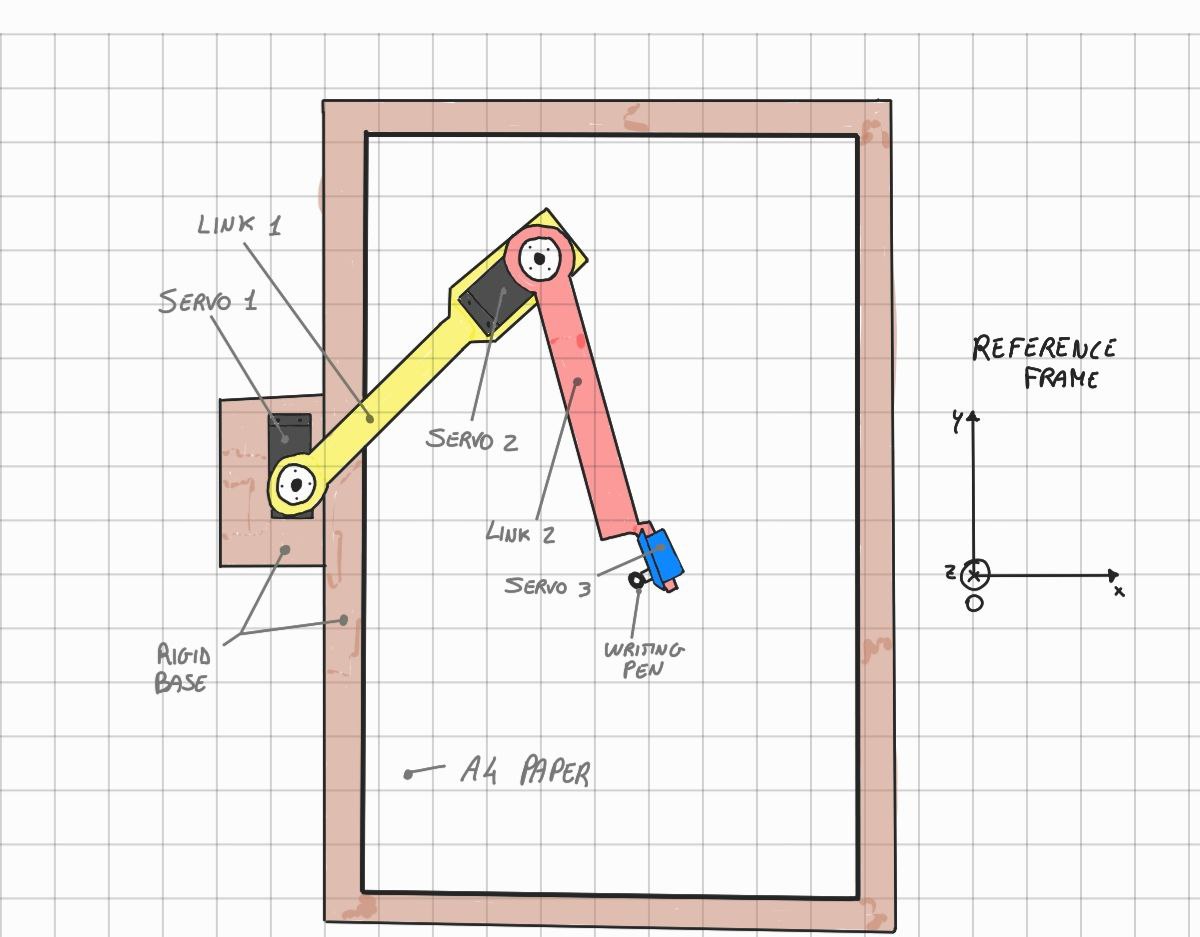 LINK 1
SERVO 1
SERVO 2
LINK 2
SERVO 3
WRITING
PEN
RIGID
BASE
A4 PAPER
REFERENCE
FRAME
y
z
x
O